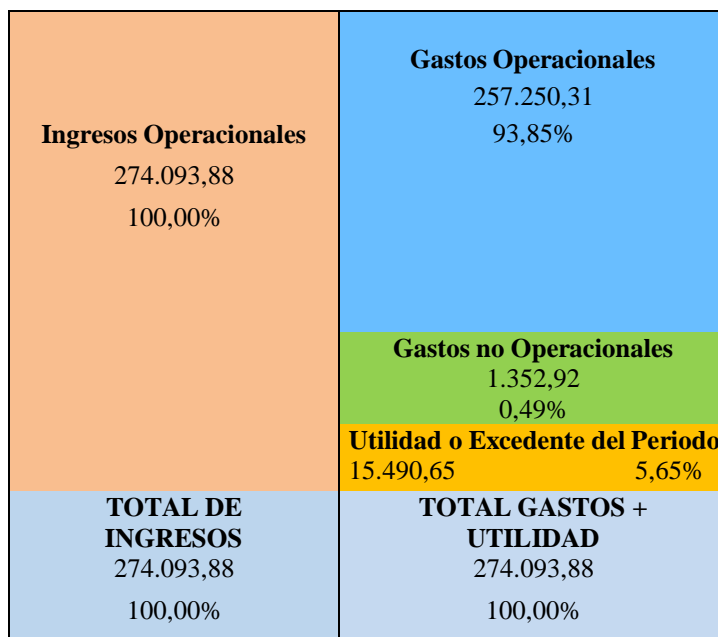 Ingresos Operacionales
274.093,88
100,00%
Gastos Operacionales
257.250,31
93,85%
Gastos no Operacionales
1.352,92
0,49%
Utilidad o Excedente del Periodo
15.490,65 5,65%
TOTAL DE
INGRESOS
274.093,88
100,00%
TOTAL GASTOS +
UTILIDAD
274.093,88
100,00%